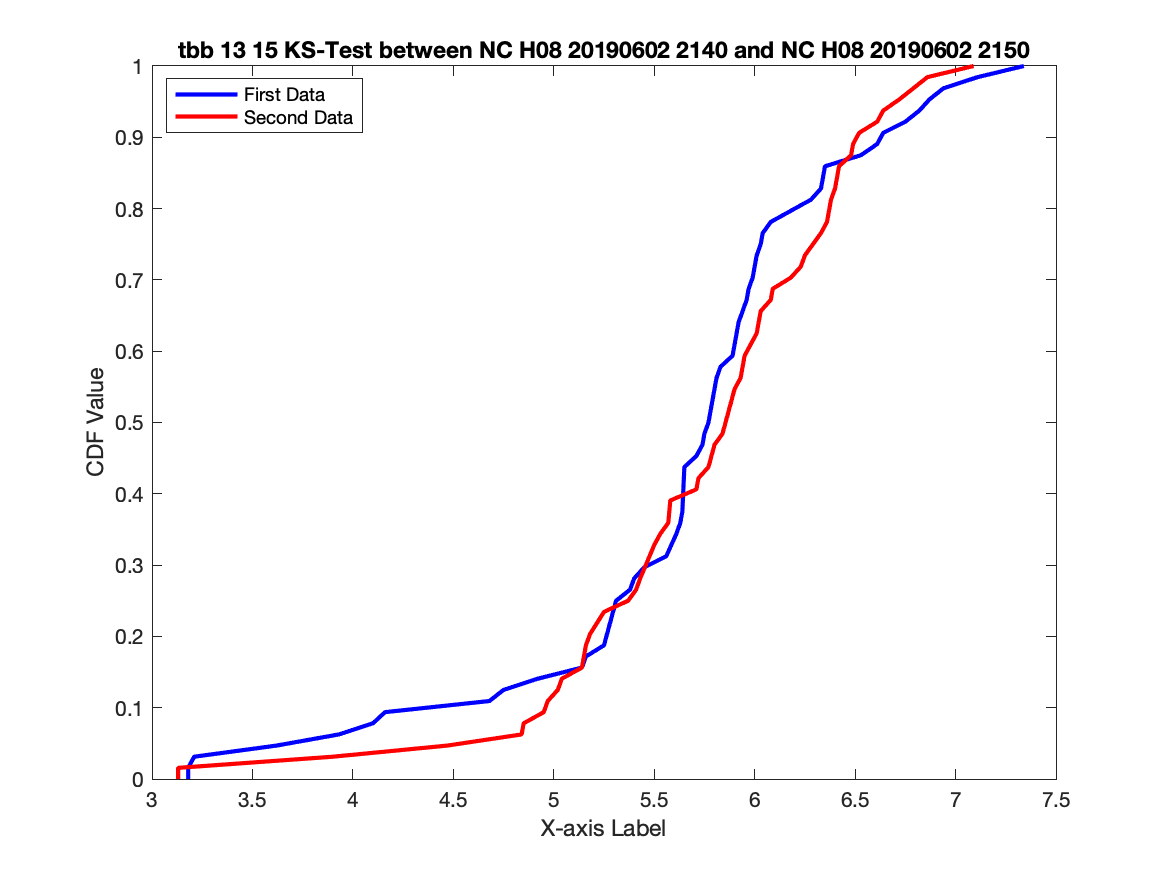 tbb 13 15 KS-Test between NC H08 20190602 2140 and NC H08 20190602 2150
First Data
Second Data
1
0.9
0.8
0.7
0.6
0.5
0.4
0.3
0.2
0.1
0
CDF Value
3 3.5 4 4.5 5 5.5 6 6.5 7 7.5
X-axis Label